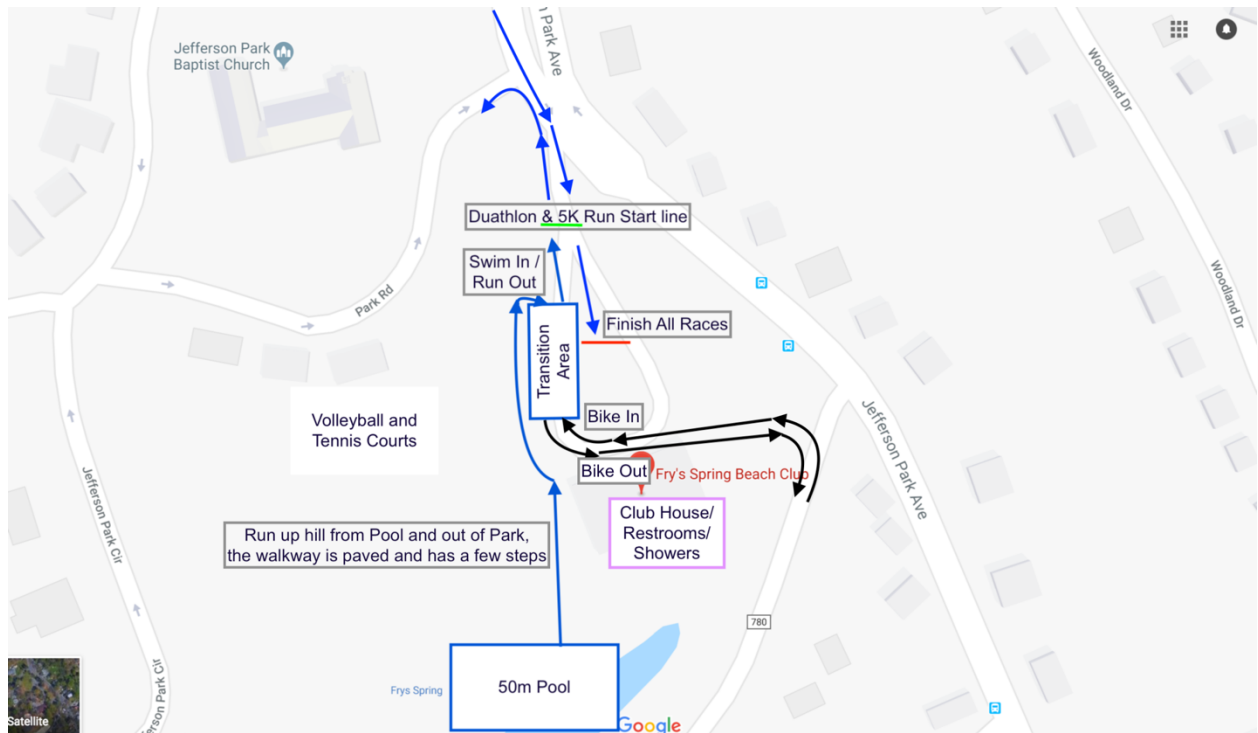 Jefferson Park
Baptist Church
n Park Ave
Woodland Dr
Duathlon & 5K Run Start line
Swim In /
Run Out
Woodland Dr
Park Rd
Finish All Races
Transition
Area
Volleyball and
Tennis Courts
Bike In
Jefferson Park Ave
Bike Out
Fry's Spring Beach Club
Jefferson Park Cir
Club House/
Restrooms/
Showers
Run up hill from Pool and out of Park,
the walkway is paved and has a few steps
780
50m Pool
Frys Spring
Jefferson Park Cir
Satellite
Google